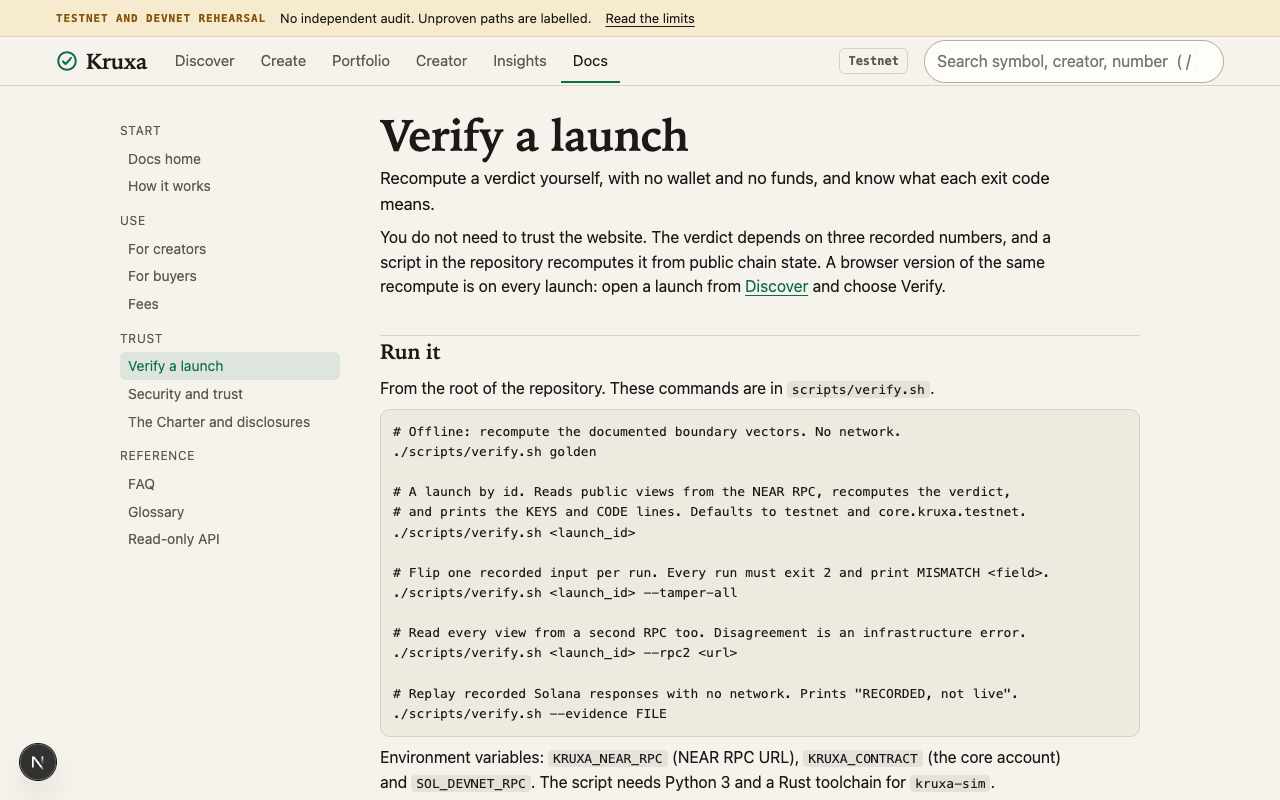 TESTNET AND DEVNET REHEARSAL No independent audit. Unproven paths are labelled. Read the limits
Kruxa Discover Create Portfolio Creator Insights Docs Testnet Search symbol, creator, number ( /
START
Docs home
How it works
USE
For creators
For buyers
Fees
TRUST
Verify a launch
Security and trust
The Charter and disclosures
REFERENCE
FAQ
Glossary
Read-only API
Verify a launch
Recompute a verdict yourself, with no wallet and no funds, and know what each exit code
means.
You do not need to trust the website. The verdict depends on three recorded numbers, and a
script in the repository recomputes it from public chain state. A browser version of the same
recompute is on every launch: open a launch from Discover and choose Verify.
Run it
From the root of the repository. These commands are in scripts/verify.sh.
# Offline: recompute the documented boundary vectors. No network.
./scripts/verify.sh golden
# A launch by id. Reads public views from the NEAR RPC, recomputes the verdict,
# and prints the KEYS and CODE lines. Defaults to testnet and core.kruxa.testnet.
./scripts/verify.sh <launch_id>
# Flip one recorded input per run. Every run must exit 2 and print MISMATCH <field>.
./scripts/verify.sh <launch_id> --tamper-all
# Read every view from a second RPC too. Disagreement is an infrastructure error.
./scripts/verify.sh <launch_id> --rpc2 <url>
# Replay recorded Solana responses with no network. Prints "RECORDED, not live".
./scripts/verify.sh --evidence FILE
Environment variables: KRUXA_NEAR_RPC (NEAR RPC URL), KRUXA_CONTRACT (the core account)
and SOL_DEVNET_RPC. The script needs Python 3 and a Rust toolchain for kruxa-sim.
N